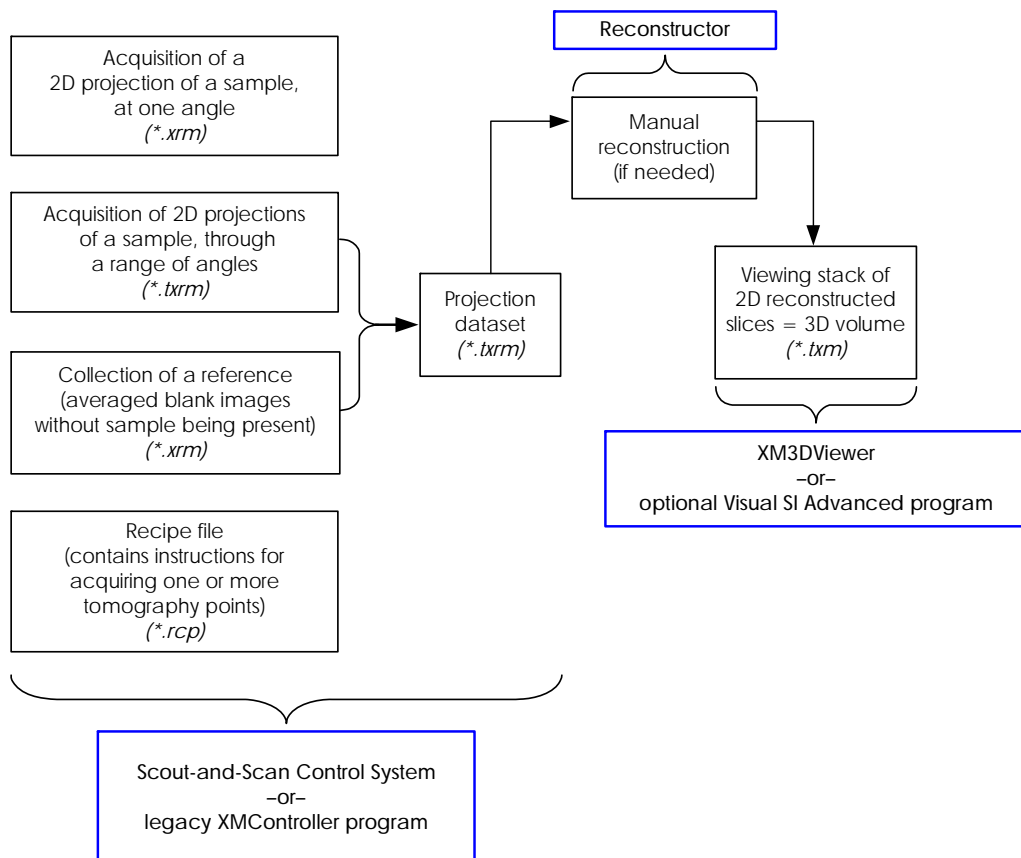 Reconstructor
Acquisition of a
2D projection of a sample,
at one angle
(*.xrm)
Manual
reconstruction
(if needed)
Acquisition of 2D projections
of a sample, through
a range of angles
(*.txrm)
Projection
dataset
(*.txrm)
Viewing stack of
2D reconstructed
slices = 3D volume
(*.txm)
Collection of a reference
(averaged blank images
without sample being present)
(*.xrm)
XM3DViewer
–or–
optional Visual SI Advanced program
Recipe file
(contains instructions for
acquiring one or more
tomography points)
(*.rcp)
Scout-and-Scan Control System
–or–
legacy XMController program